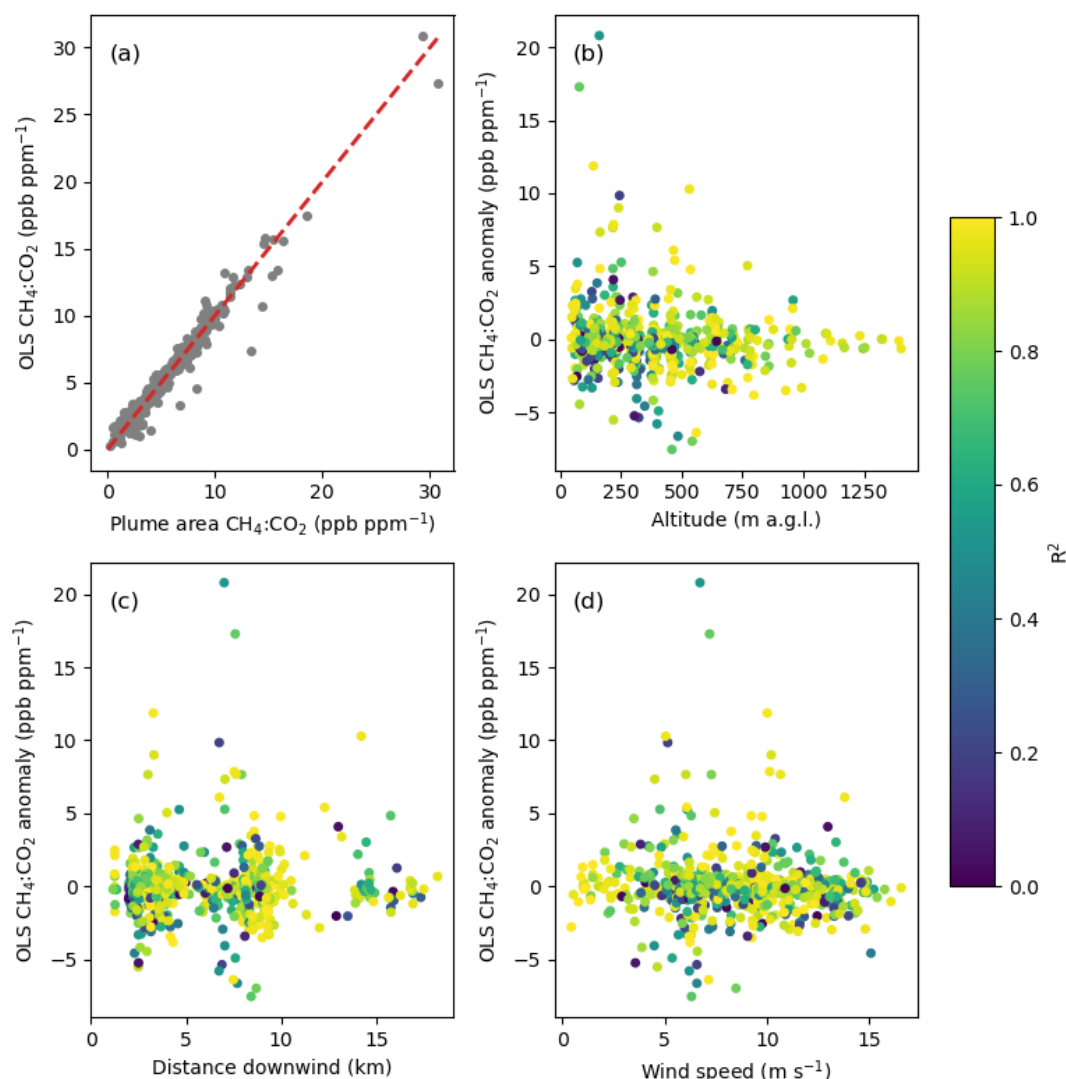 (a)
OLS CH₄:CO₂ (ppb ppm⁻¹)
30
25
20
15
10
5
0
0 10 20 30
Plume area CH₄:CO₂ (ppb ppm⁻¹)
(b)
OLS CH₄:CO₂ anomaly (ppb ppm⁻¹)
20
15
10
5
0
−5
0 250 500 750 1000 1250
Altitude (m a.g.l.)
(c)
OLS CH₄:CO₂ anomaly (ppb ppm⁻¹)
20
15
10
5
0
−5
0 5 10 15
Distance downwind (km)
(d)
OLS CH₄:CO₂ anomaly (ppb ppm⁻¹)
20
15
10
5
0
−5
0 5 10 15
Wind speed (m s⁻¹)
1.0
0.8
0.6
0.4
0.2
0.0
R²